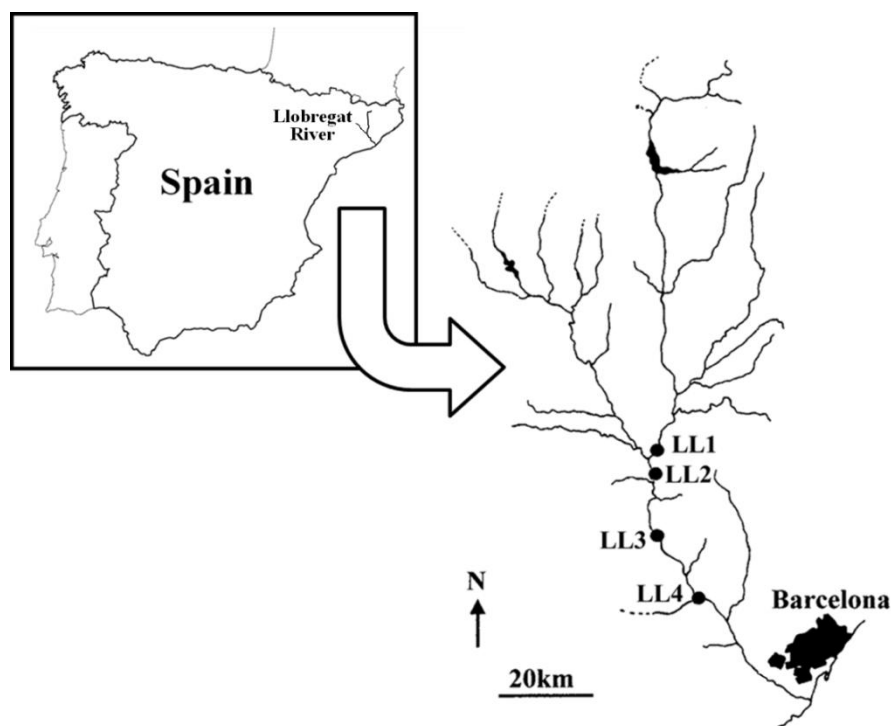 Llobregat
River
Spain
LL1
LL2
LL3
LL4
N
Barcelona
20km